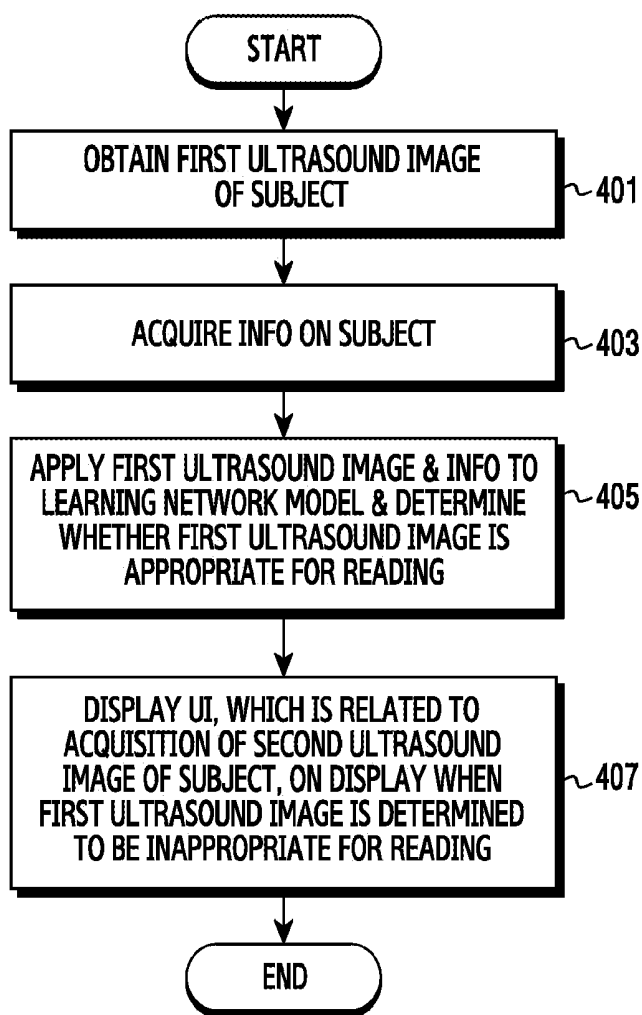 START
OBTAIN FIRST ULTRASOUND IMAGE
OF SUBJECT
401
ACQUIRE INFO ON SUBJECT
403
APPLY FIRST ULTRASOUND IMAGE & INFO TO
LEARNING NETWORK MODEL & DETERMINE
WHETHER FIRST ULTRASOUND IMAGE IS
APPROPRIATE FOR READING
405
DISPLAY UI, WHICH IS RELATED TO
ACQUISITION OF SECOND ULTRASOUND
IMAGE OF SUBJECT, ON DISPLAY WHEN
FIRST ULTRASOUND IMAGE IS DETERMINED
TO BE INAPPROPRIATE FOR READING
407
END